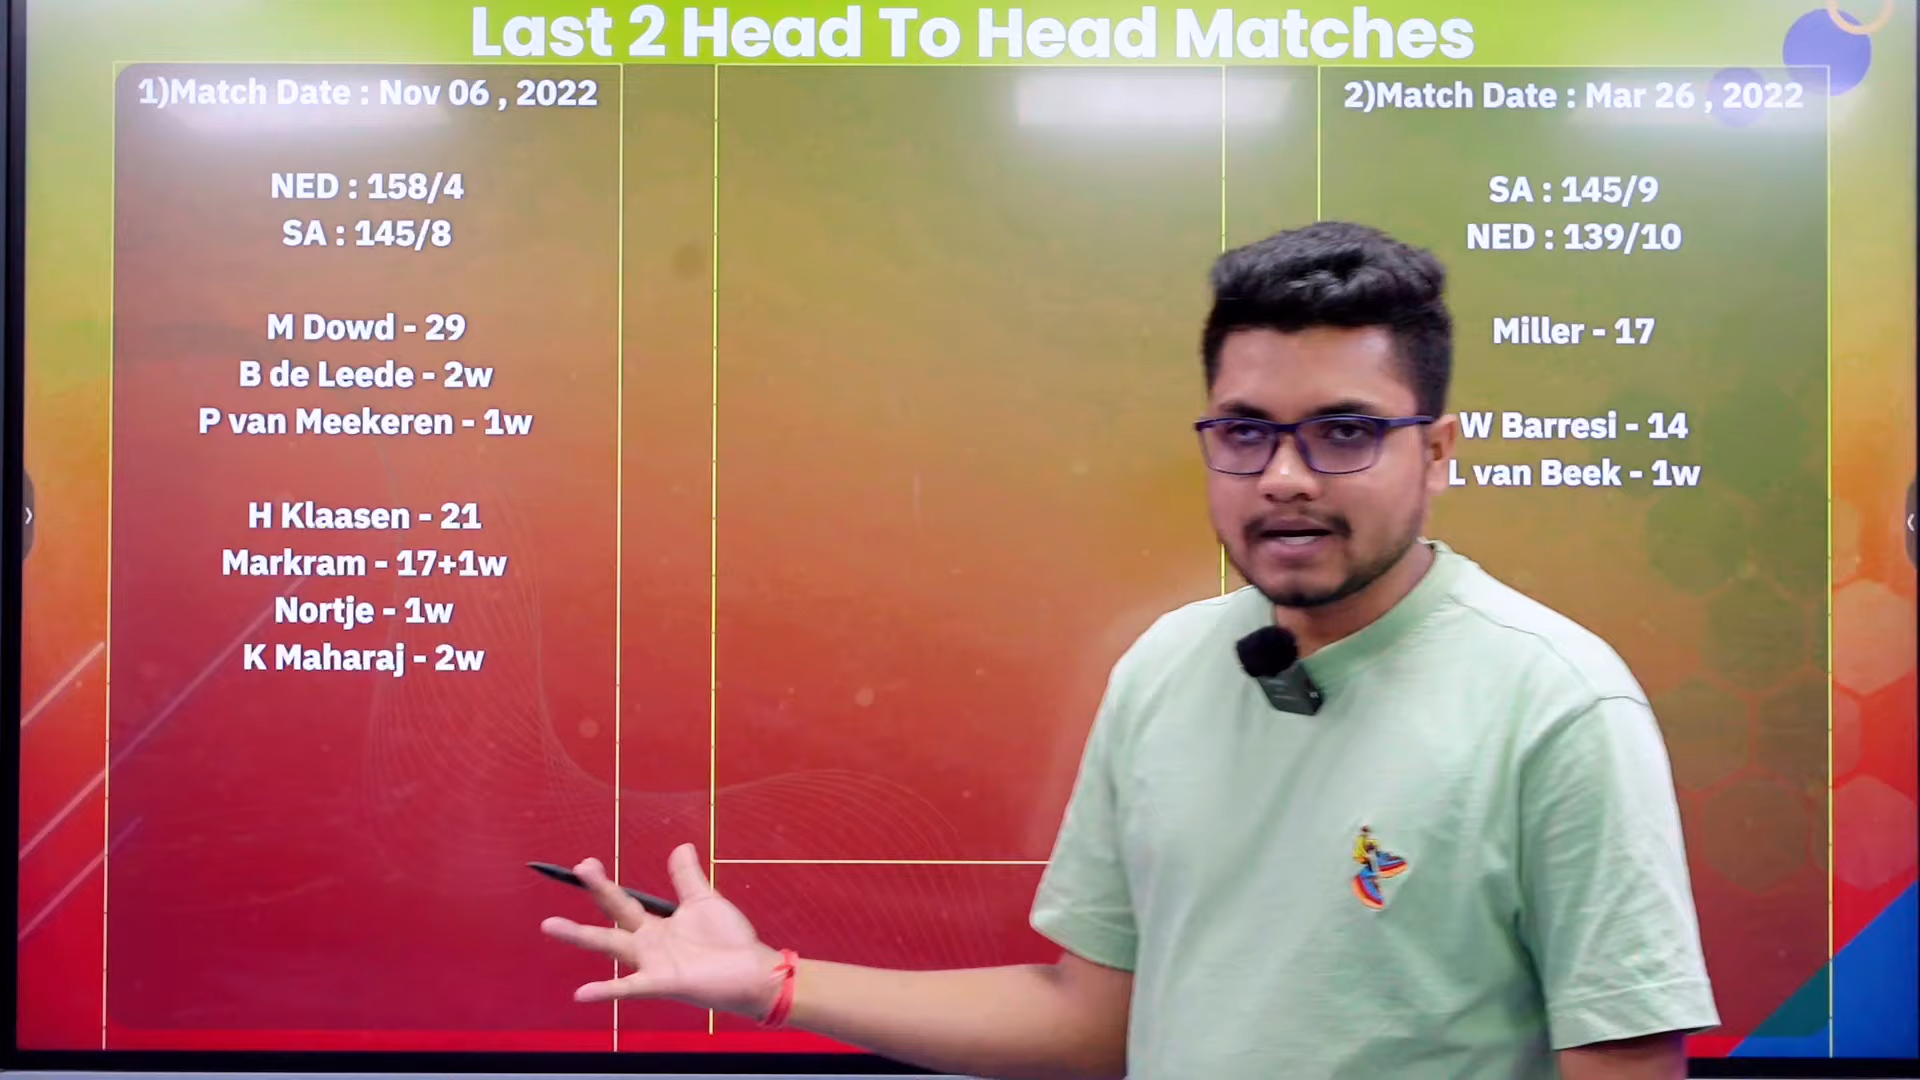 Last 2 Head To Head Matches
1)Match Date : Nov 06 , 2022
NED : 158/4
SA : 145/8
M Dowd - 29
B de Leede - 2w
P van Meekeren - 1w
H Klaasen - 21
Markram - 17+1w
Nortje - 1w
K Maharaj - 2w
2)Match Date : Mar 26 , 2022
SA : 145/9
NED : 139/10
Miller - 17
W Barresi - 14
L van Beek - 1w